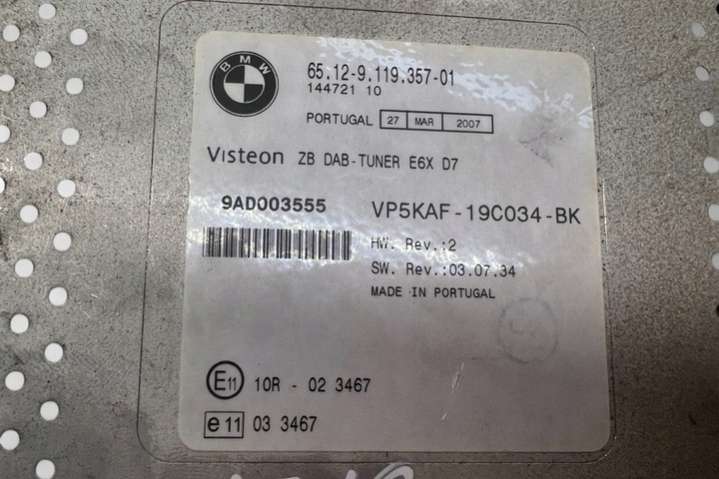 BMW
65.12-9.119.357-01
144721 10
PORTUGAL 27 MAR 2007
Visteon ZB DAB-TUNER E6X D7
9AD003555
VP5KAF-19C034-BK
HW. Rev.:2
SW. Rev.:03.07.34
MADE IN PORTUGAL
E11 10R - 02 3467
e11 03 3467